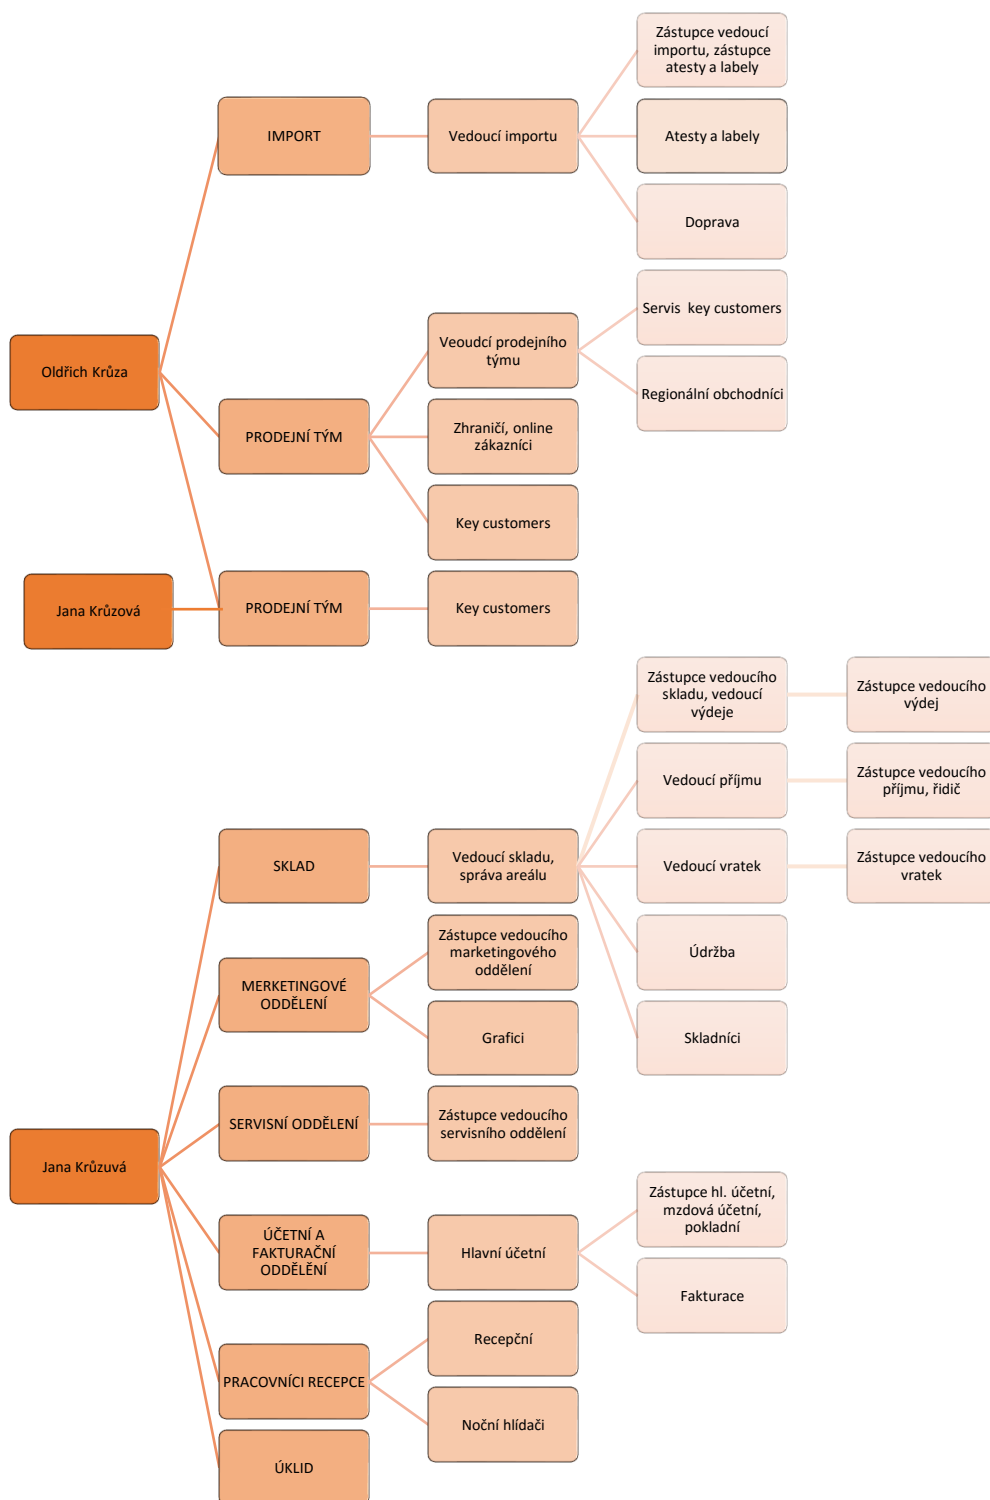 Zástupce vedoucí
importu, zástupce
atesty a labely
IMPORT
Vedoucí importu
Atesty a labely
Doprava
Servis  key customers
Veoudcí prodejního
týmu
Oldřich Krůza
Regionální obchodníci
PRODEJNÍ TÝM
Zhraničí, online
zákazníci
Key customers
Jana Krůzová
PRODEJNÍ TÝM
Key customers
Zástupce vedoucího
skladu, vedoucí
výdeje
Zástupce vedoucího
výdej
Vedoucí příjmu
Zástupce vedoucího
příjmu, řidič
SKLAD
Vedoucí skladu,
správa areálu
Vedoucí vratek
Zástupce vedoucího
vratek
Zástupce vedoucího
marketingového
oddělení
Údržba
MERKETINGOVÉ
ODDĚLENÍ
Grafici
Skladníci
SERVISNÍ ODDĚLENÍ
Zástupce vedoucího
servisního oddělení
Jana Krůzuvá
Zástupce hl. účetní,
mzdová účetní,
pokladní
ÚČETNÍ A
FAKTURAČNÍ
ODDĚLĚNÍ
Hlavní účetní
Fakturace
Recepční
PRACOVNÍCI RECEPCE
Noční hlídači
ÚKLID